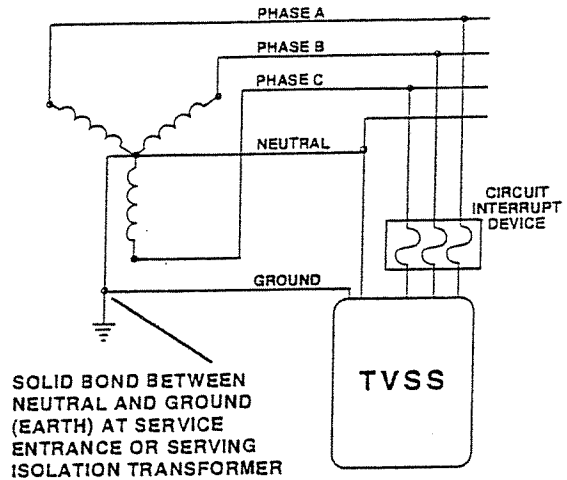 PHASE A
PHASE B
PHASE C
NEUTRAL
CIRCUIT
INTERRUPT
DEVICE
GROUND
TVSS
SOLID BOND BETWEEN
NEUTRAL AND GROUND
(EARTH) AT SERVICE
ENTRANCE OR SERVING
ISOLATION TRANSFORMER